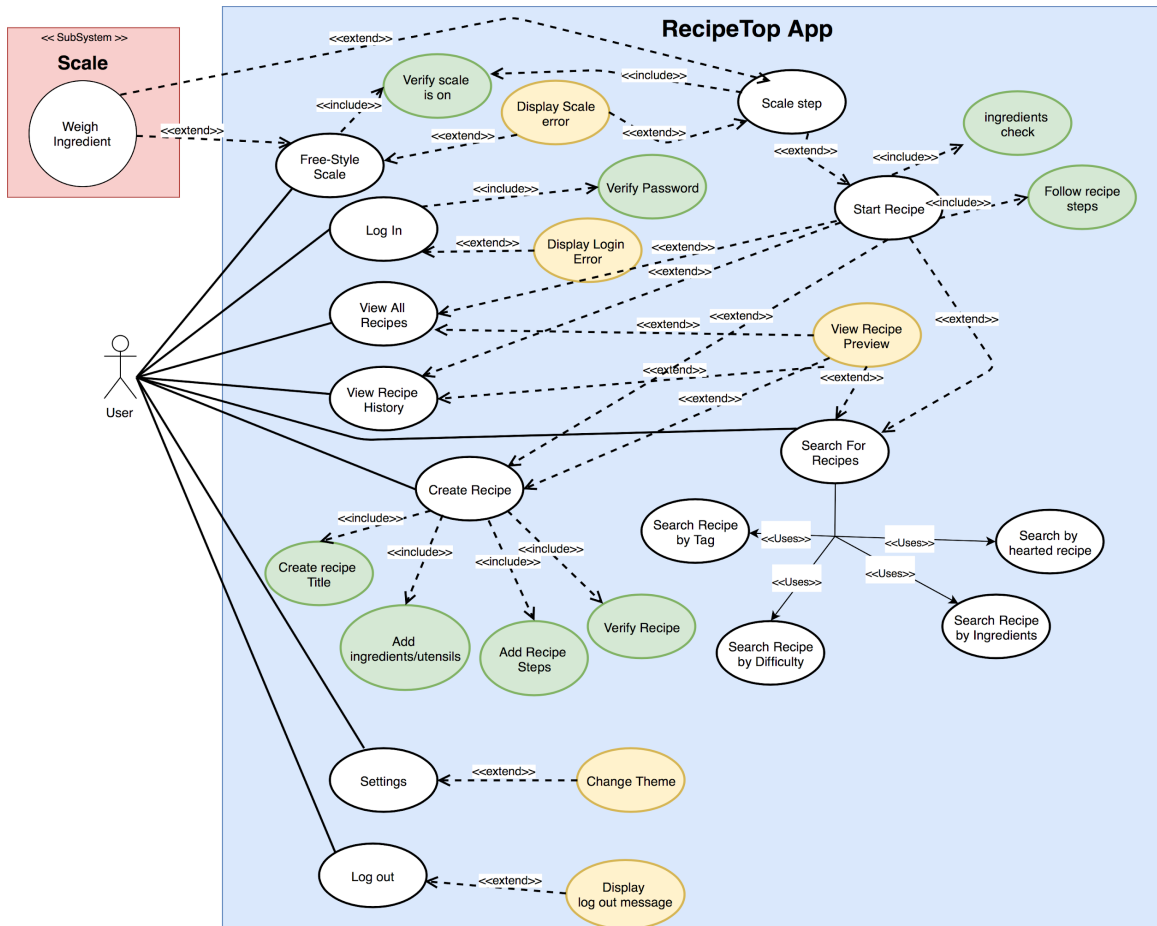 RecipeTop App
<< SubSystem >>
Scale
Weigh
Ingredient
<<extend>>
<<extend>>
Verify scale
is on
<<include>>
<<include>>
Display Scale
error
<<extend>>
<<extend>>
Scale step
<<extend>>
ingredients
check
<<include>>
Free-Style
Scale
Verify Password
<<include>>
Start Recipe
<<include>>
Follow recipe
steps
Log In
<<extend>>
Display Login
Error
<<extend>>
<<extend>>
View All
Recipes
<<extend>>
<<extend>>
<<extend>>
View Recipe
Preview
User
View Recipe
History
<<extend>>
<<extend>>
<<extend>>
Search For
Recipes
Create Recipe
<<include>>
<<include>>
<<include>>
<<include>>
Search Recipe
by Tag
<<Uses>>
<<Uses>>
Search by
hearted recipe
<<Uses>>
<<Uses>>
Create recipe
Title
Add
ingredients/utensils
Add Recipe
Steps
Verify Recipe
Search Recipe
by Difficulty
Search Recipe
by Ingredients
Settings
<<extend>>
Change Theme
Log out
<<extend>>
Display
log out message